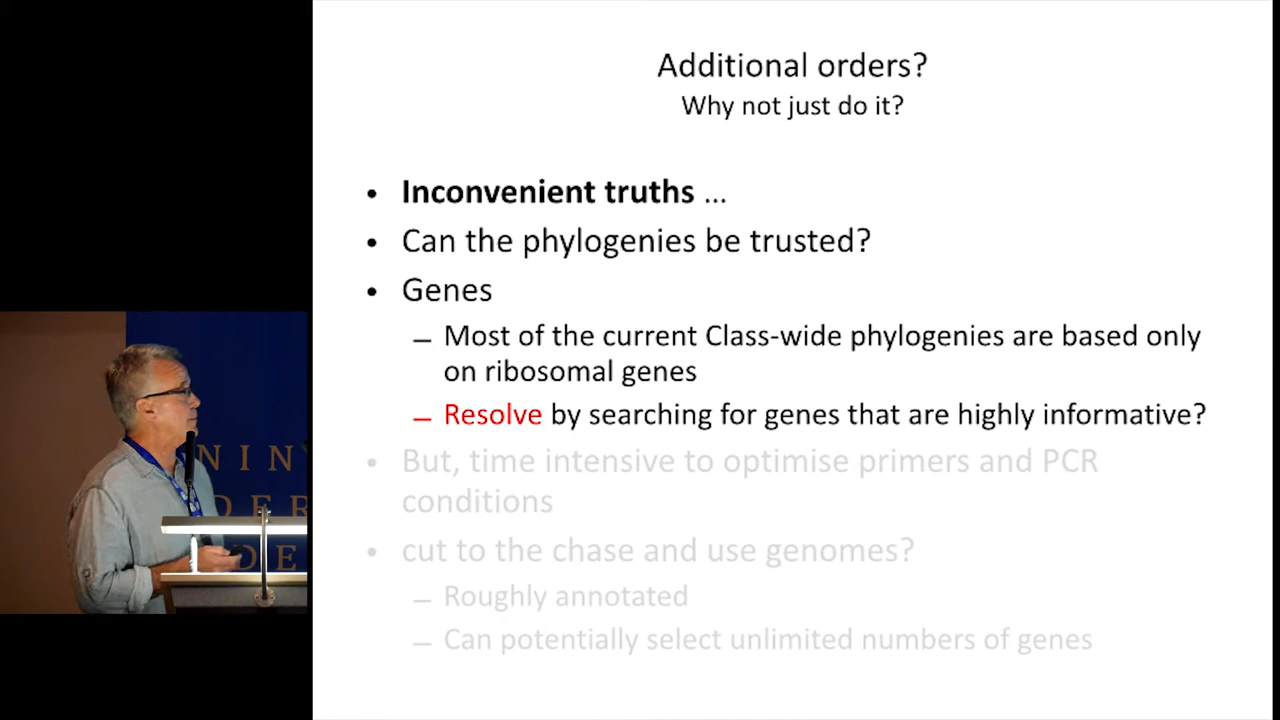 Additional orders?
Why not just do it?
• Inconvenient truths ...
• Can the phylogenies be trusted?
• Genes
– Most of the current Class-wide phylogenies are based only
on ribosomal genes
– Resolve by searching for genes that are highly informative?
• But, time intensive to optimise primers and PCR
conditions
• cut to the chase and use genomes?
– Roughly annotated
– Can potentially select unlimited numbers of genes